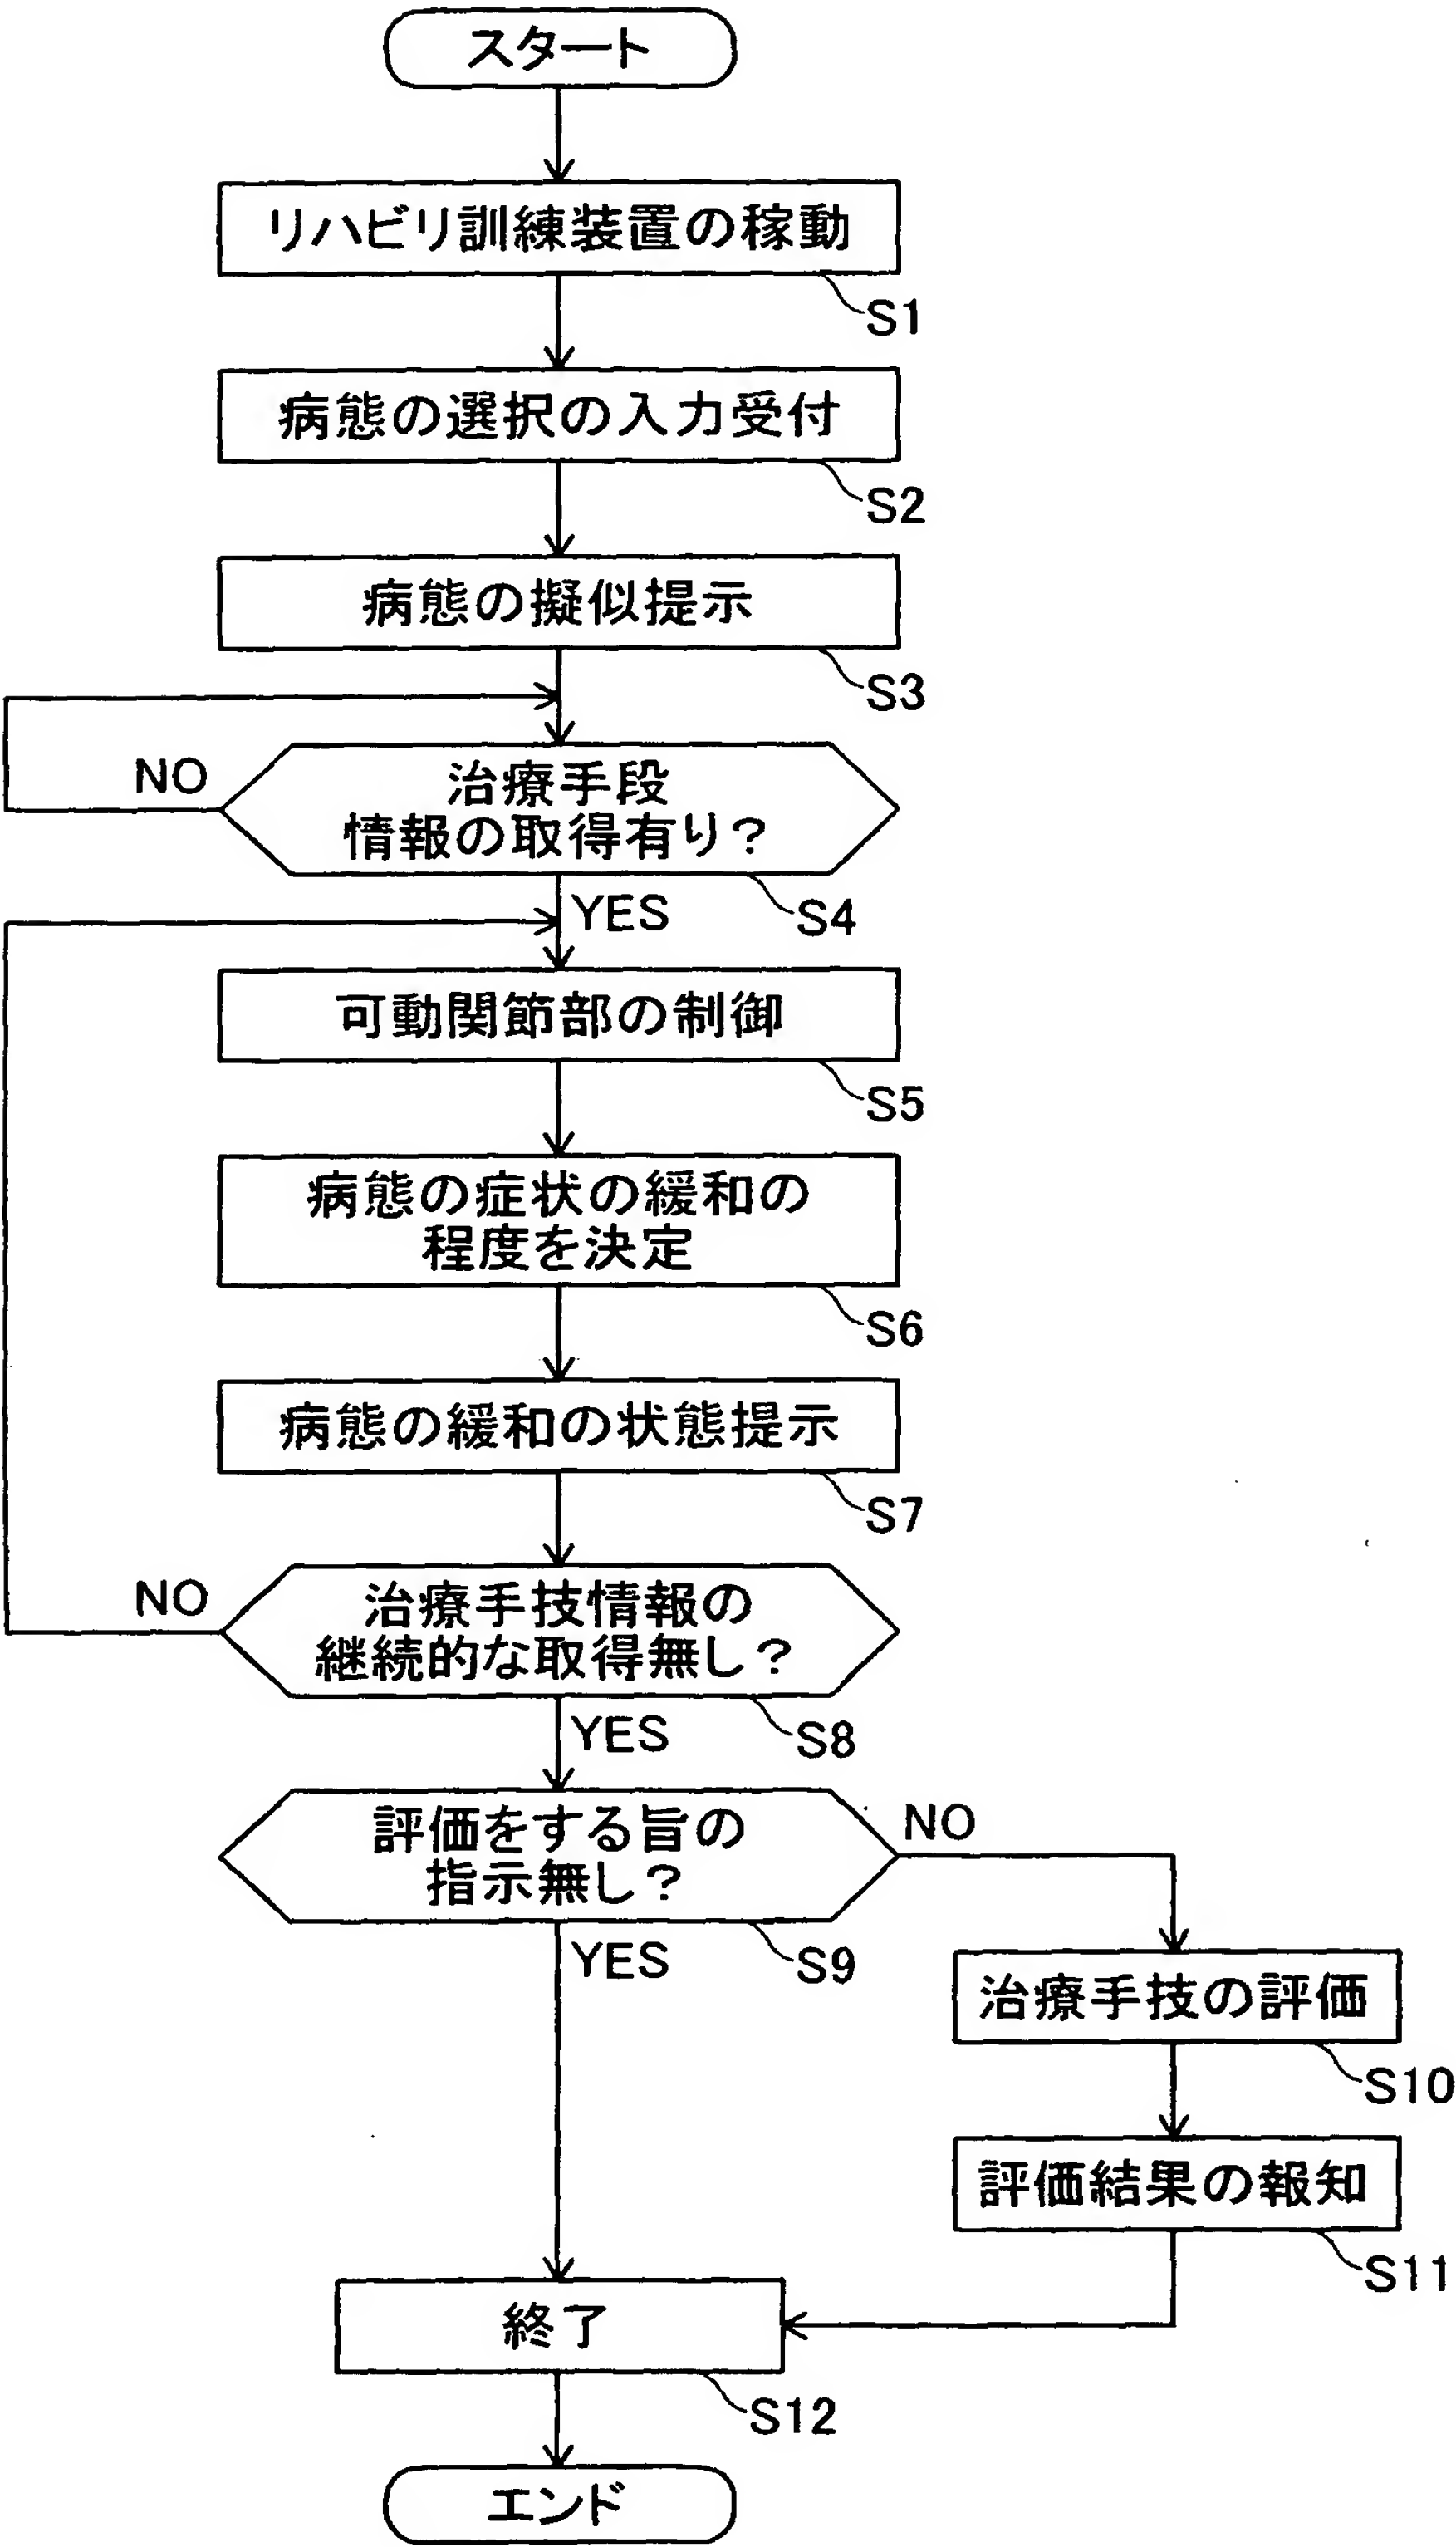 スタート
リハビリ訓練装置の稼動
S1
病態の選択の入力受付
S2
病態の擬似提示
S3
NO
治療手段
情報の取得有り?
YES
S4
可動関節部の制御
S5
病態の症状の緩和の
程度を決定
S6
病態の緩和の状態提示
S7
NO
治療手技情報の
継続的な取得無し?
YES
S8
評価をする旨の
指示無し?
NO
YES
S9
治療手技の評価
S10
評価結果の報知
S11
終了
S12
エンド